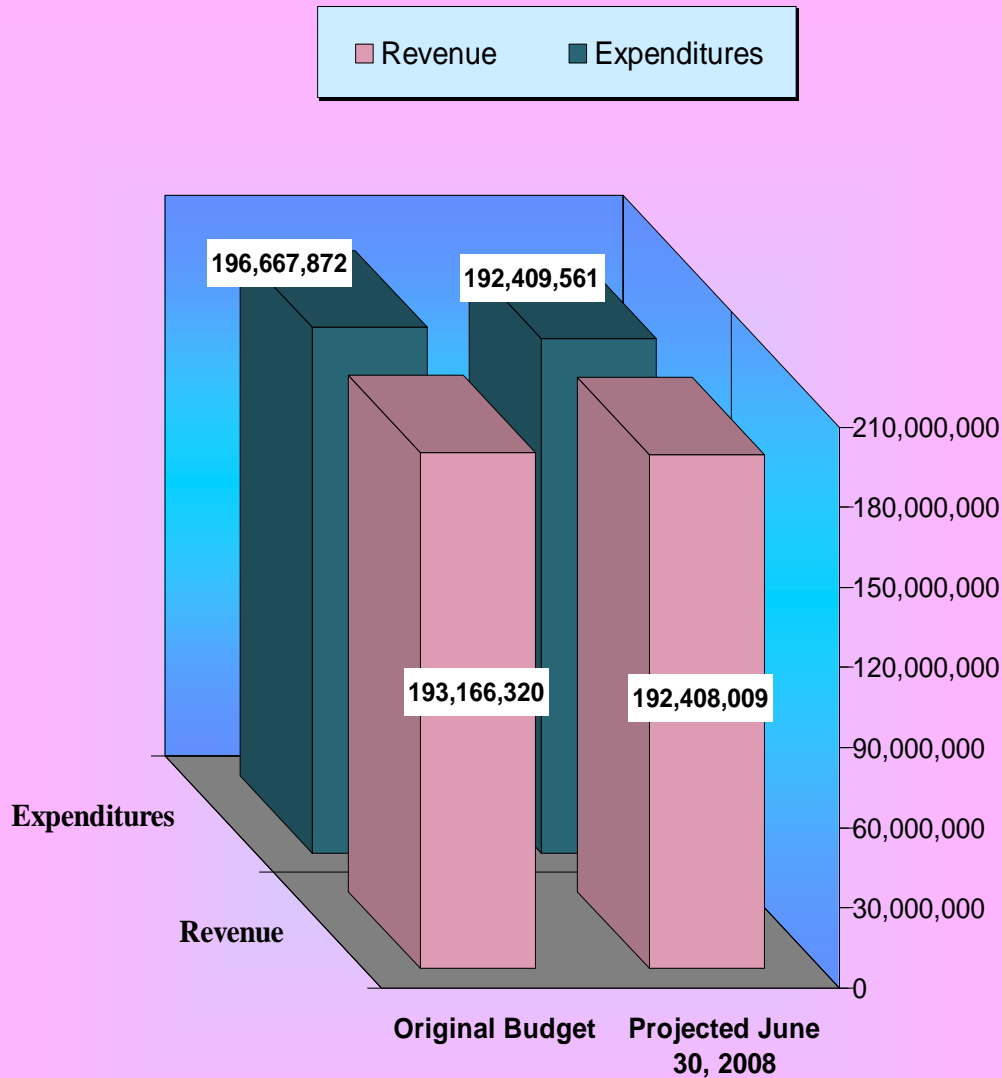 Revenue Expenditures
196,667,872
192,409,561
193,166,320
192,408,009
210,000,000
180,000,000
150,000,000
120,000,000
90,000,000
60,000,000
30,000,000
0
Expenditures
Revenue
Original Budget
Projected June
30, 2008